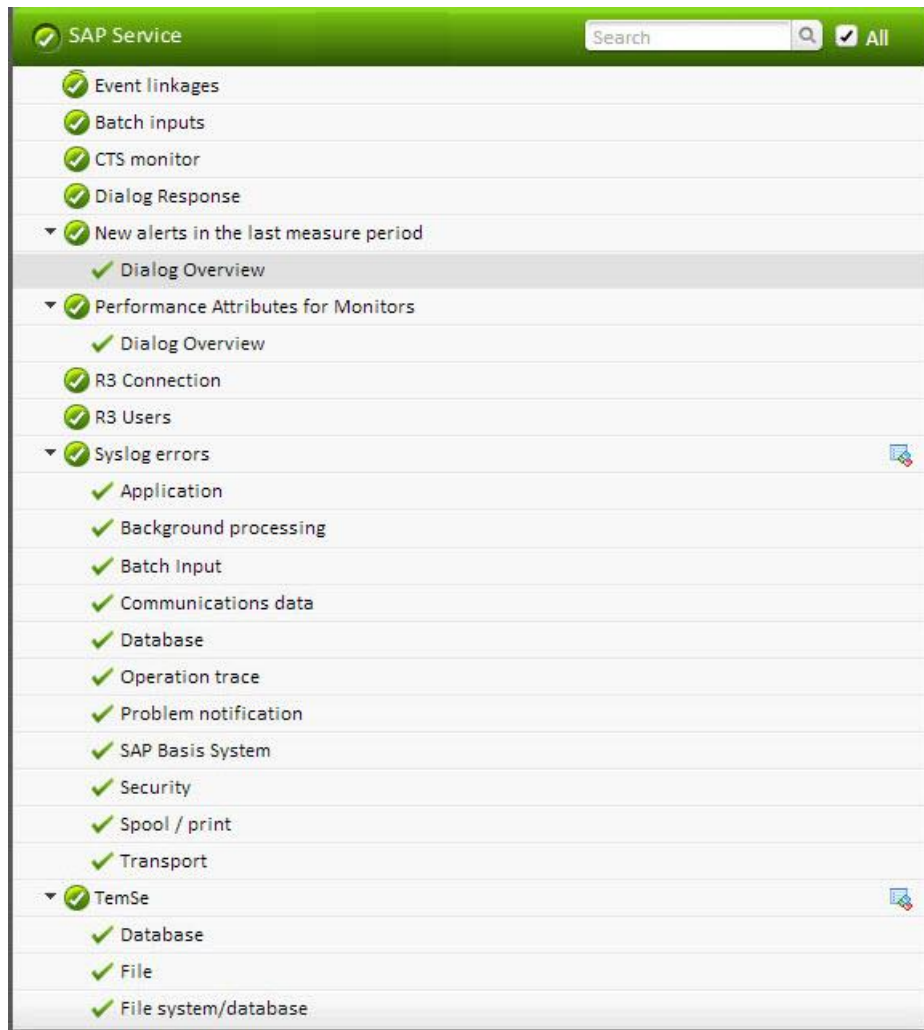 SAP Service
Search
All
Event linkages
Batch inputs
CTS monitor
Dialog Response
New alerts in the last measure period
Dialog Overview
Performance Attributes for Monitors
Dialog Overview
R3 Connection
R3 Users
Syslog errors
Application
Background processing
Batch Input
Communications data
Database
Operation trace
Problem notification
SAP Basis System
Security
Spool / print
Transport
TemSe
Database
File
File system/database